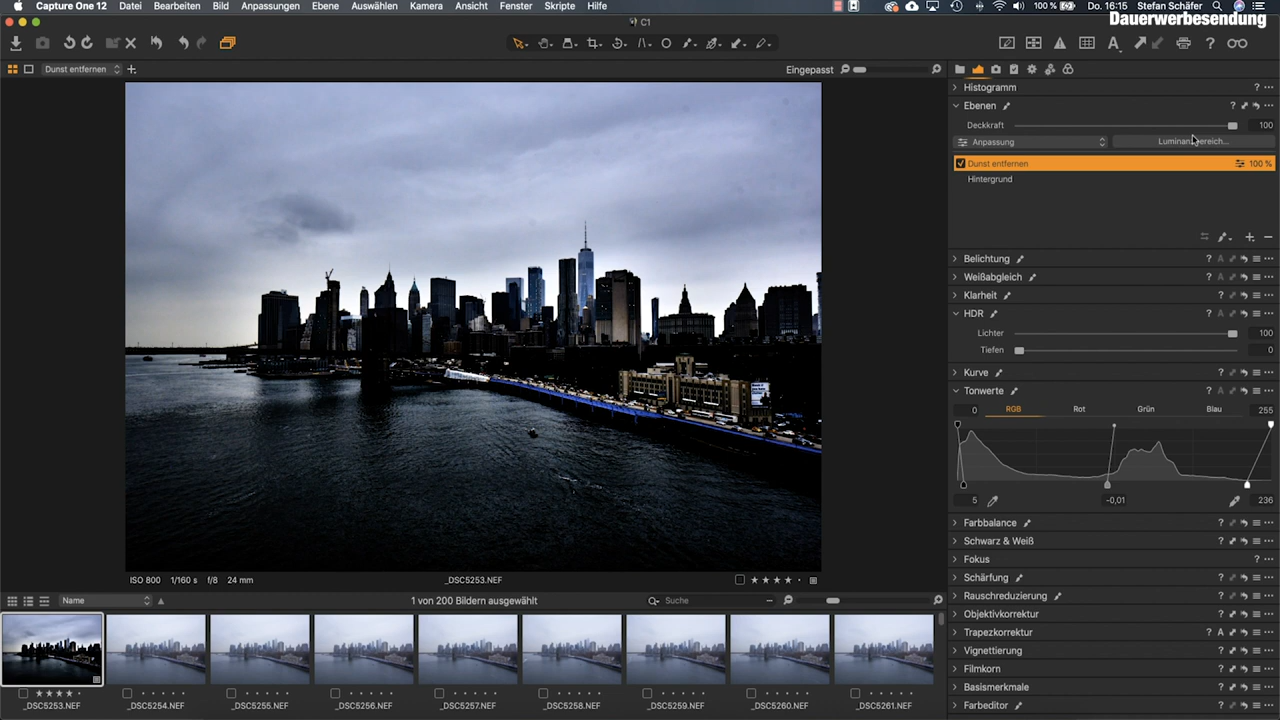 Capture One 12 Datei Bearbeiten Bild Anpassungen Ebene Auswählen Kamera Ansicht Fenster Skripte Hilfe 100 % Do. 16:15 Stefan Schäfer
Dauerwerbesendung
C1
Dunst entfernen
Eingepasst
Histogramm
Ebenen
Deckkraft 100
Anpassung
Dunst entfernen 100 %
Hintergrund
Belichtung
Weißabgleich
Klarheit
HDR
Lichter 100
Tiefen 0
Kurve
Tonwerte
0 RGB Rot Grün Blau 255
5 -0,01 236
Farbbalance
Schwarz & Weiß
Fokus
Schärfung
Rauschreduzierung
Objektivkorrektur
Trapezkorrektur
Vignettierung
Filmkorn
Basismerkmale
Farbeditor
ISO 800 1/160 s f/8 24 mm _DSC5253.NEF
Name 1 von 200 Bildern ausgewählt Suche
_DSC5253.NEF _DSC5254.NEF _DSC5255.NEF _DSC5256.NEF _DSC5257.NEF _DSC5258.NEF _DSC5259.NEF _DSC5260.NEF _DSC5261.NEF